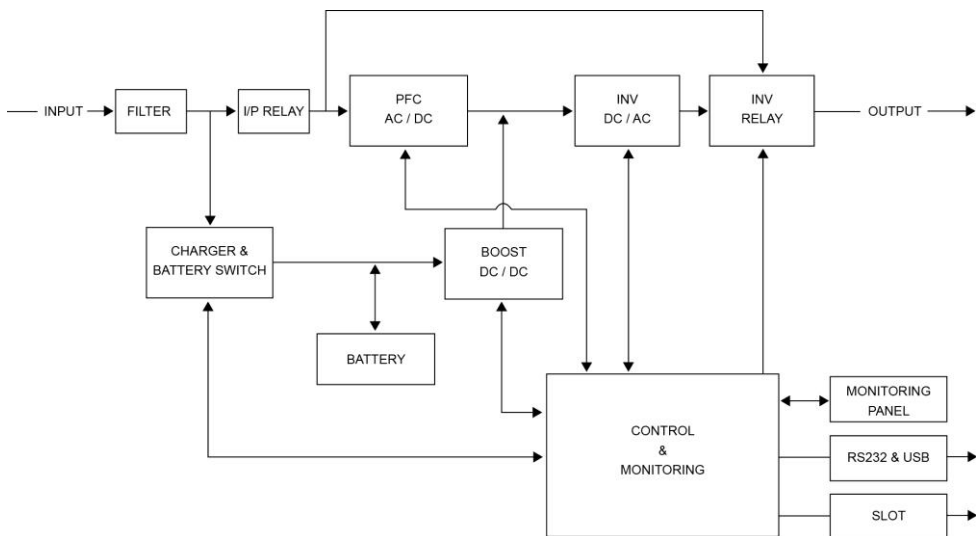 INPUT
FILTER
I/P RELAY
PFC
AC / DC
INV
DC / AC
INV
RELAY
OUTPUT
CHARGER &
BATTERY SWITCH
BOOST
DC / DC
BATTERY
CONTROL
&
MONITORING
MONITORING
PANEL
RS232 & USB
SLOT